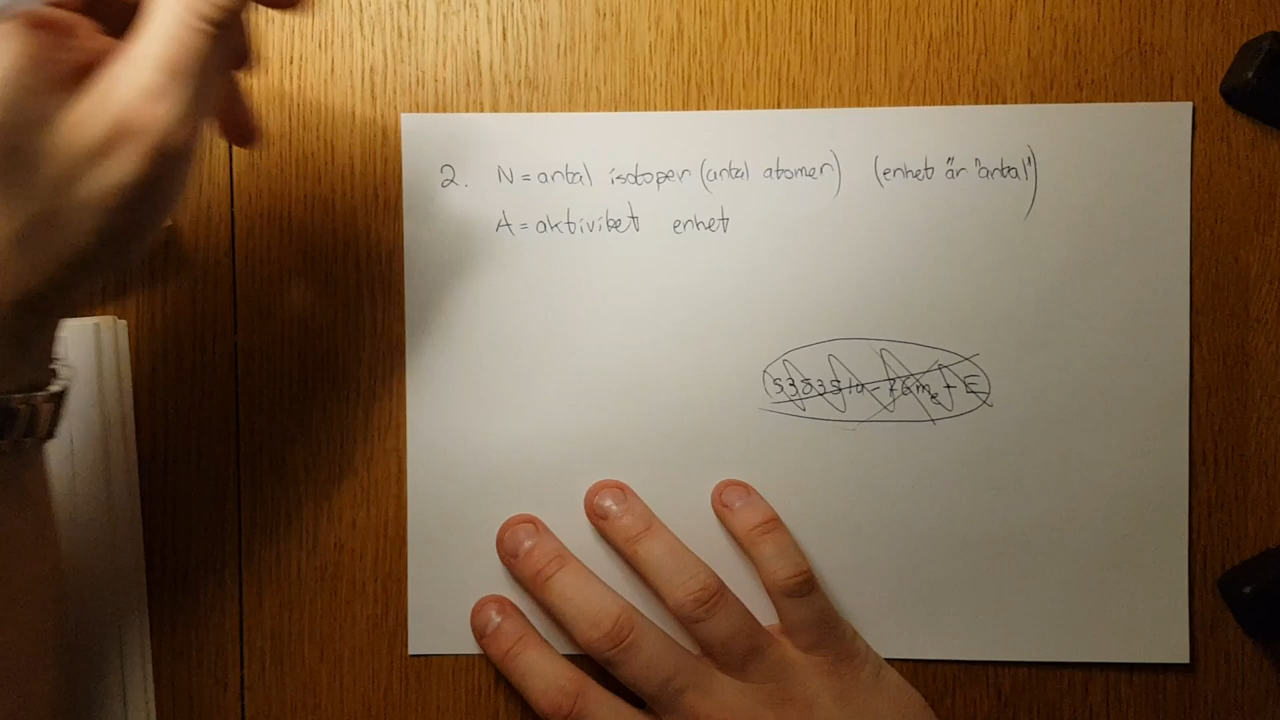 2. N = antal isotoper (antal atomer) (enhet är "antal")
A = aktivitet enhet